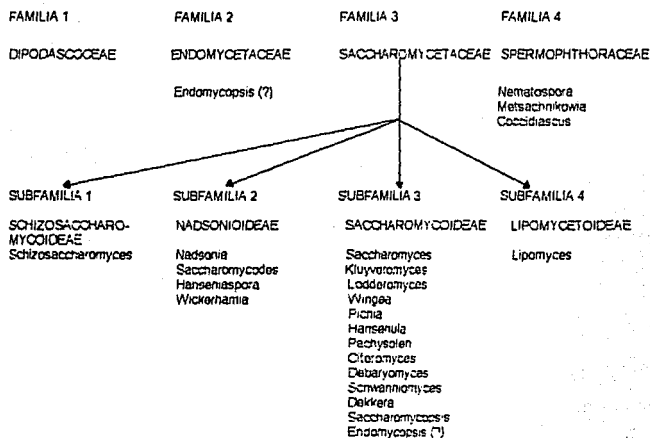 FAMILIA 1 FAMILIA 2 FAMILIA 3 FAMILIA 4
DIPODASCOCEAE ENDOMYCETACEAE SACCHAROMYCETACEAE SPERMOPHTHORACEAE
Endomycopsis (?) Nematospora
Metsachnikowia
Coccidiascus
SUBFAMILIA 1 SUBFAMILIA 2 SUBFAMILIA 3 SUBFAMILIA 4
SCHIZOSACCHARO- NADSONIOIDEAE SACCHAROMYCOIDEAE LIPOMYCETOIDEAE
MYCOIDEAE
Schizosaccharomyces Nadsonia Saccharomyces Lipomyces
Saccharomycodes Kluyveromyces
Hanseniaspora Lodderomyces
Wickerhamia Wingea
Pichia
Hansenula
Pachysolen
Citeromyces
Debaryomyces
Schwanniomyces
Dekkera
Saccharomycopsis
Endomycopsis (?)